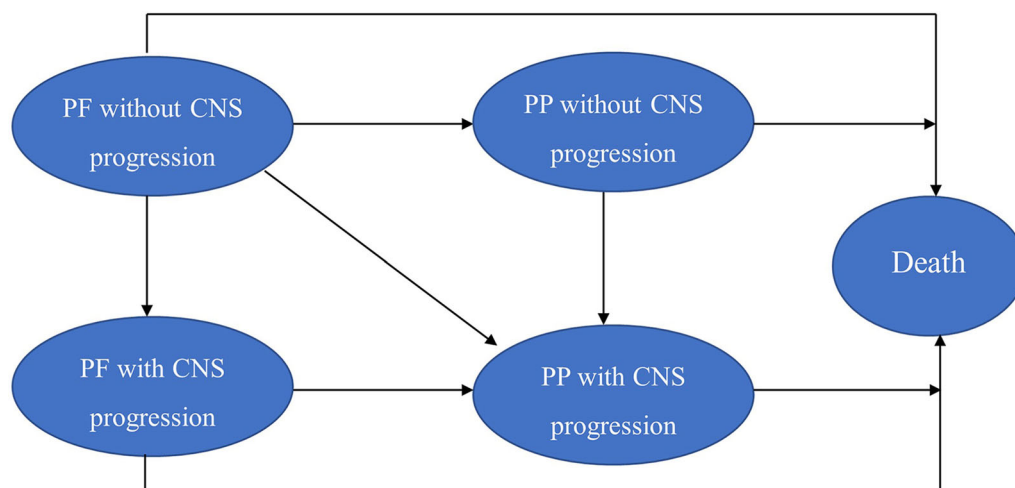 PF without CNS
progression
PP without CNS
progression
Death
PF with CNS
progression
PP with CNS
progression